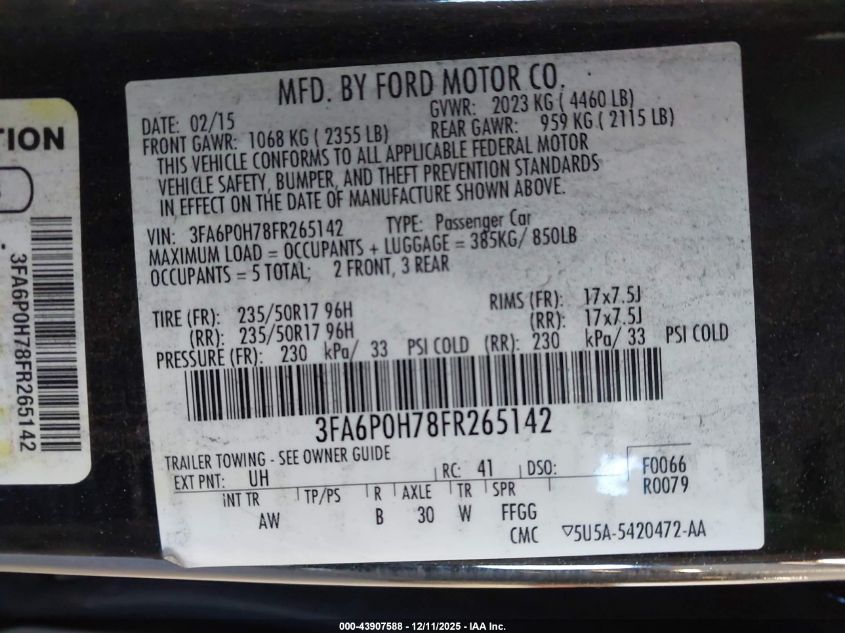 MFD. BY FORD MOTOR CO.
DATE: 02/15 GVWR: 2023 KG ( 4460 LB)
FRONT GAWR: 1068 KG ( 2355 LB) REAR GAWR: 959 KG ( 2115 LB)
THIS VEHICLE CONFORMS TO ALL APPLICABLE FEDERAL MOTOR
VEHICLE SAFETY, BUMPER, AND THEFT PREVENTION STANDARDS
IN EFFECT ON THE DATE OF MANUFACTURE SHOWN ABOVE.
VIN: 3FA6P0H78FR265142 TYPE: Passenger Car
MAXIMUM LOAD = OCCUPANTS + LUGGAGE = 385KG/ 850LB
OCCUPANTS = 5 TOTAL; 2 FRONT, 3 REAR
TIRE (FR): 235/50R17 96H RIMS (FR): 17x7.5J
(RR): 235/50R17 96H (RR): 17x7.5J
PRESSURE (FR): 230 kPa/ 33 PSI COLD (RR): 230 kPa/ 33 PSI COLD
3FA6P0H78FR265142
TRAILER TOWING - SEE OWNER GUIDE
EXT PNT: UH RC: 41 DSO: F0066
R0079
INT TR TP/PS R AXLE TR SPR
AW B 30 W FFGG
CMC ▽5U5A-5420472-AA
TION
3FA6P0H78FR265142
000-43907588 - 12/11/2025 - IAA Inc.